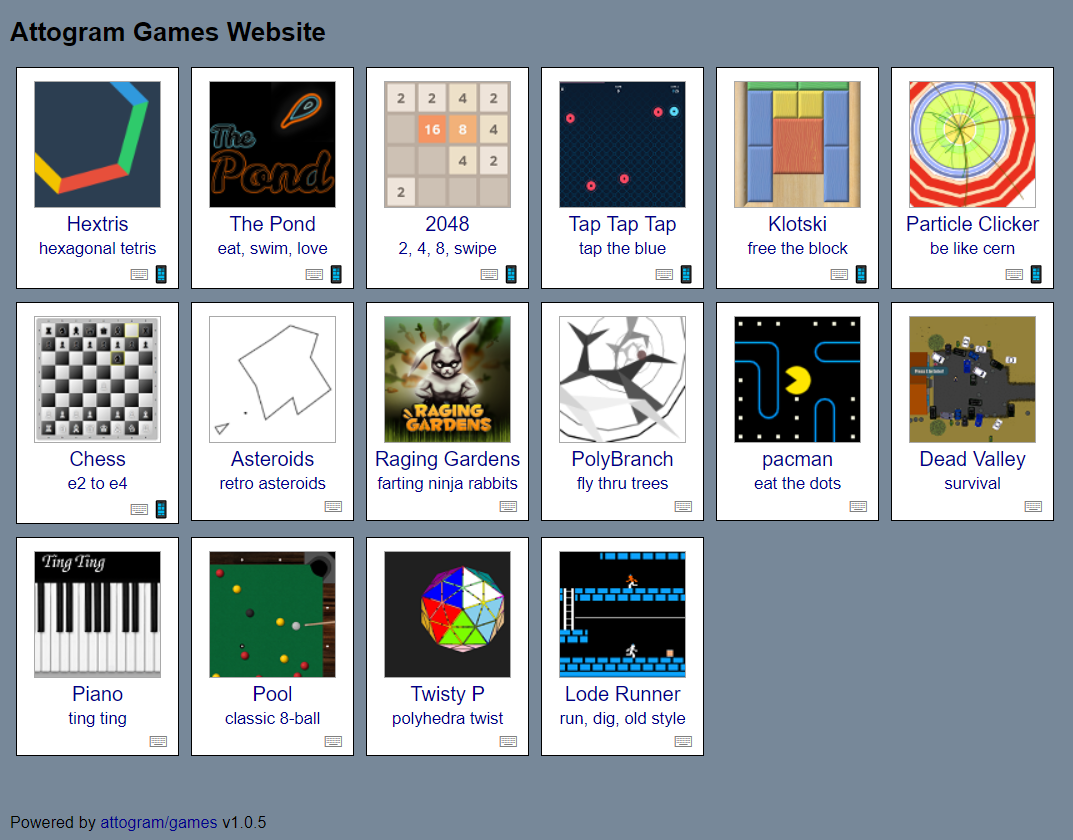 Attogram Games Website
The
Pond
2 2 4 2
16 8 4
4 2
2
Hextris
hexagonal tetris
The Pond
eat, swim, love
2048
2, 4, 8, swipe
Tap Tap Tap
tap the blue
Klotski
free the block
Particle Clicker
be like cern
RAGING
GARDENS
Chess
e2 to e4
Asteroids
retro asteroids
Raging Gardens
farting ninja rabbits
PolyBranch
fly thru trees
pacman
eat the dots
Dead Valley
survival
Ting Ting
Piano
ting ting
Pool
classic 8-ball
Twisty P
polyhedra twist
Lode Runner
run, dig, old style
Powered by attogram/games v1.0.5